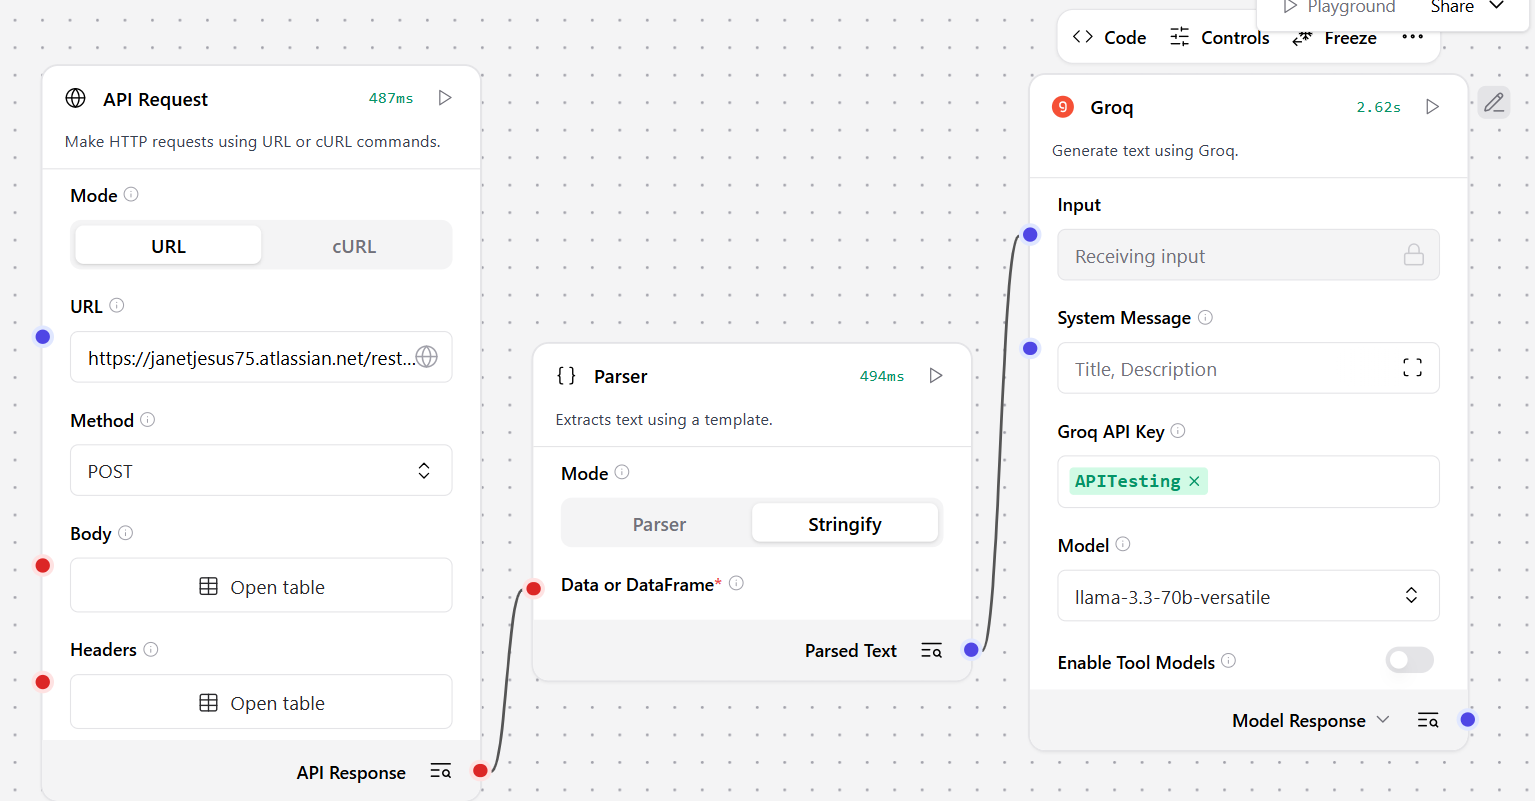 Playground Share
Code Controls Freeze
API Request 487ms
Make HTTP requests using URL or cURL commands.
Mode
URL cURL
URL
https://janetjesus75.atlassian.net/rest...
Method
POST
Body
Open table
Headers
Open table
API Response
{} Parser 494ms
Extracts text using a template.
Mode
Parser Stringify
Data or DataFrame*
Parsed Text
9 Groq 2.62s
Generate text using Groq.
Input
Receiving input
System Message
Title, Description
Groq API Key
APITesting ×
Model
llama-3.3-70b-versatile
Enable Tool Models
Model Response